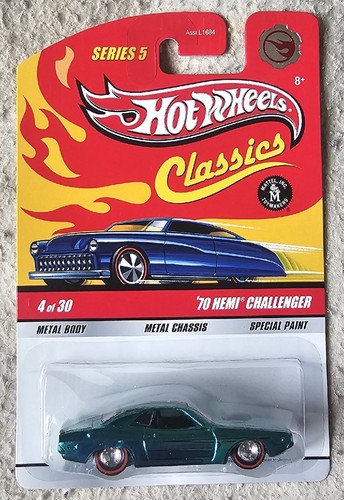 Asst. L1684
SERIES 5
8+
HOT WHEELS
Classics
MATTEL, INC.
M
TOYMAKERS
4 of 30
'70 HEMI® CHALLENGER
METAL BODY METAL CHASSIS SPECIAL PAINT